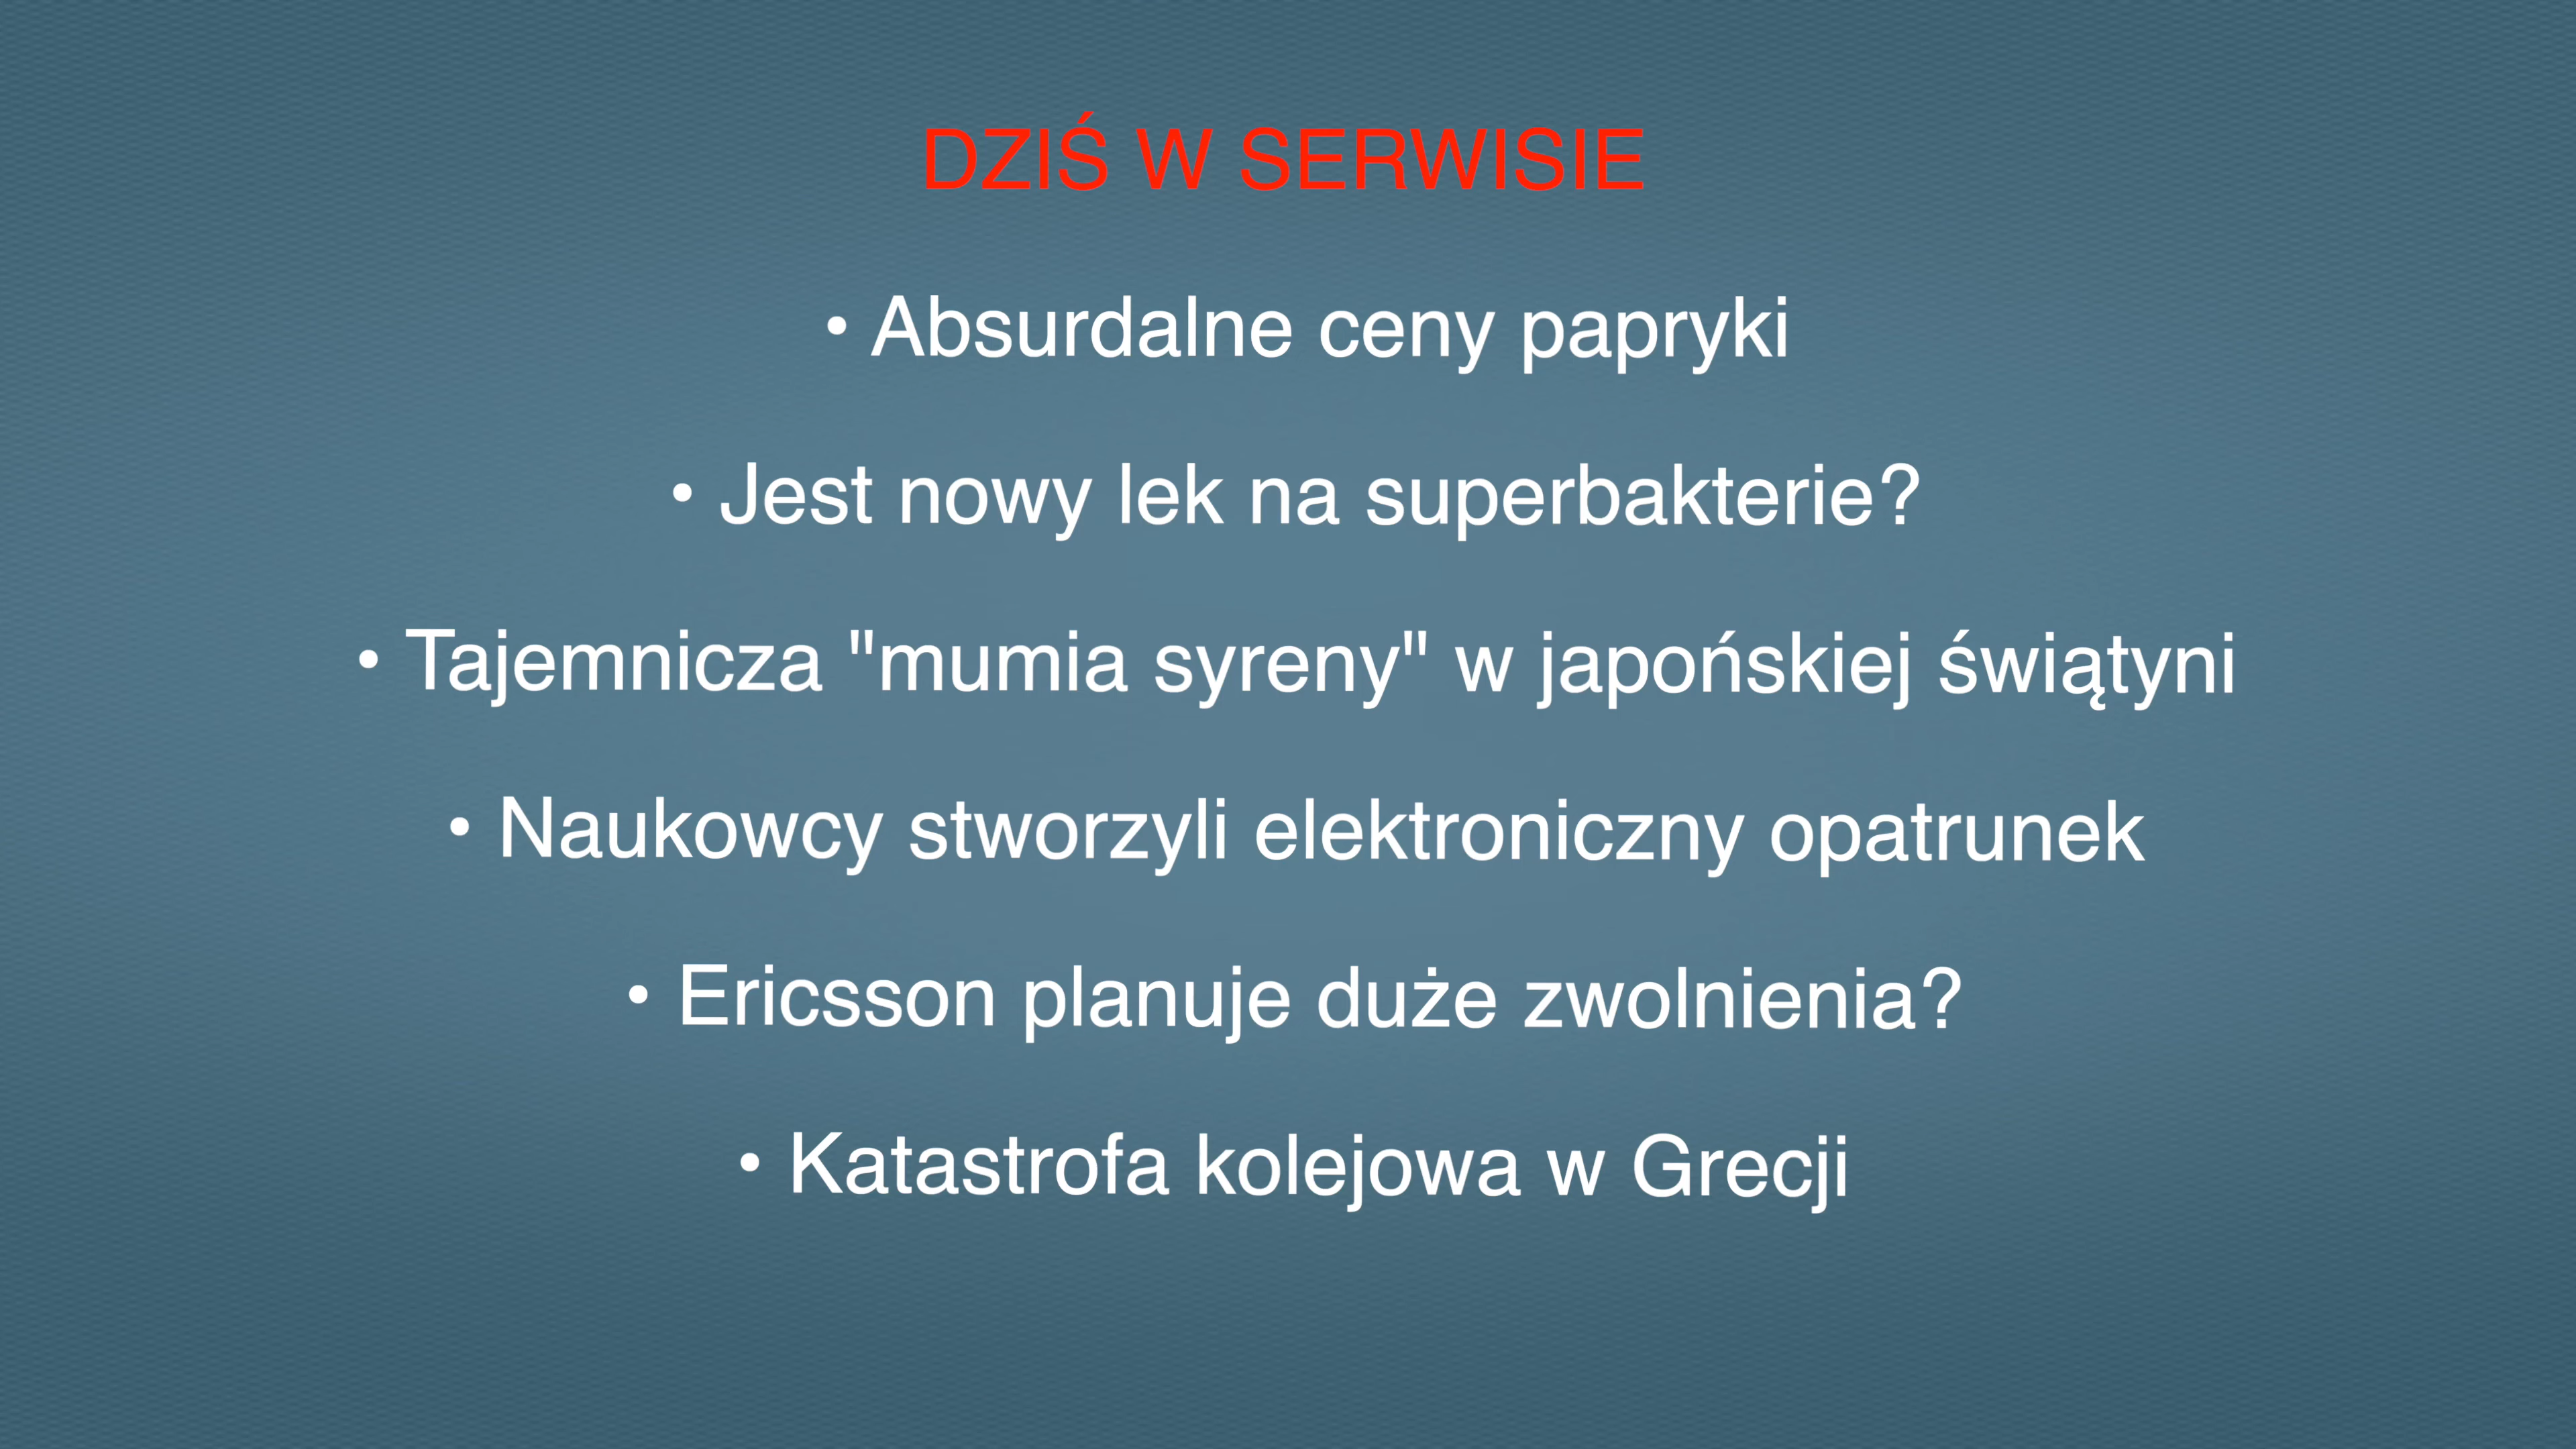 DZIŚ W SERWISIE
• Absurdalne ceny papryki
• Jest nowy lek na superbakterie?
• Tajemnicza "mumia syreny" w japońskiej świątyni
• Naukowcy stworzyli elektroniczny opatrunek
• Ericsson planuje duże zwolnienia?
• Katastrofa kolejowa w Grecji